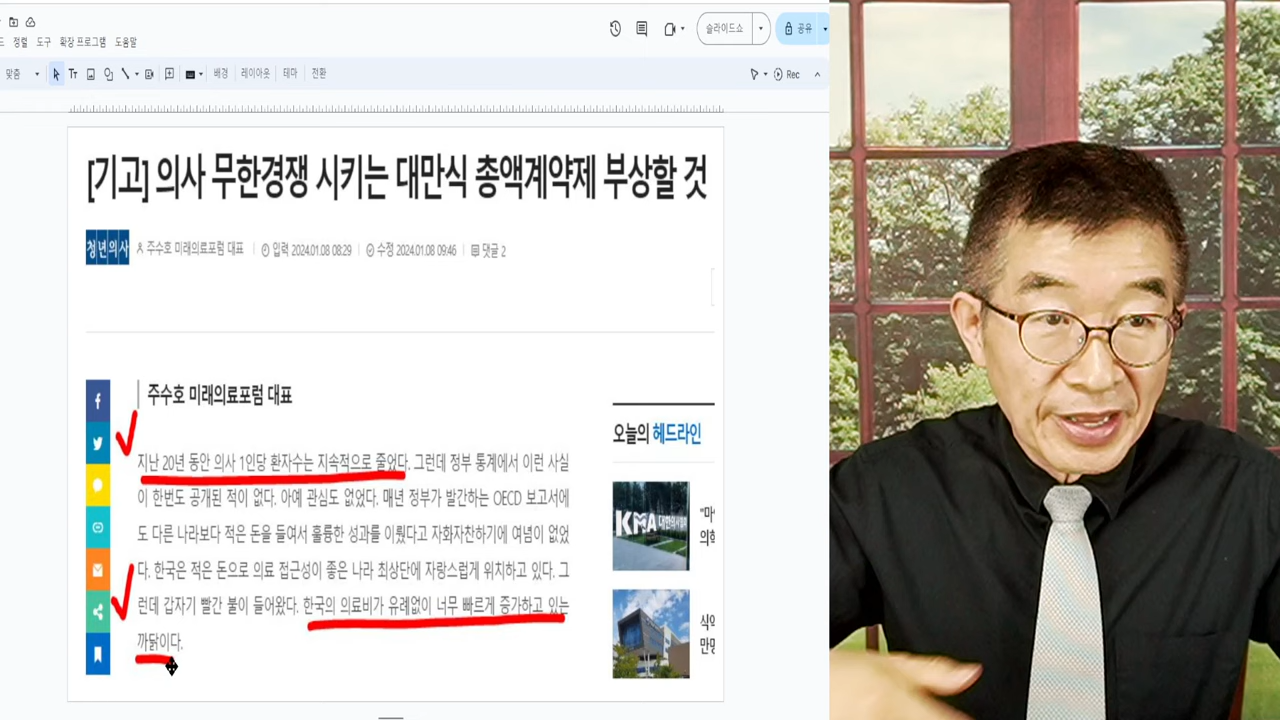 정렬 도구 확장 프로그램 도움말
슬라이드쇼
공유
맞춤
배경 레이아웃 테마 전환
Rec
[기고] 의사 무한경쟁 시키는 대만식 총액계약제 부상할 것
청년의사 주수호 미래의료포럼 대표 입력 2024.01.08 08:29 수정 2024.01.08 09:46 댓글 2
주수호 미래의료포럼 대표
지난 20년 동안 의사 1인당 환자수는 지속적으로 줄었다. 그런데 정부 통계에서 이런 사실
이 한번도 공개된 적이 없다. 아예 관심도 없었다. 매년 정부가 발간하는 OECD 보고서에
도 다른 나라보다 적은 돈을 들여서 훌륭한 성과를 이뤘다고 자화자찬하기에 여념이 없었
다. 한국은 적은 돈으로 의료 접근성이 좋은 나라 최상단에 자랑스럽게 위치하고 있다. 그
런데 갑자기 빨간 불이 들어왔다. 한국의 의료비가 유례없이 너무 빠르게 증가하고 있는
까닭이다.
오늘의 헤드라인
KMA 대한의사협회